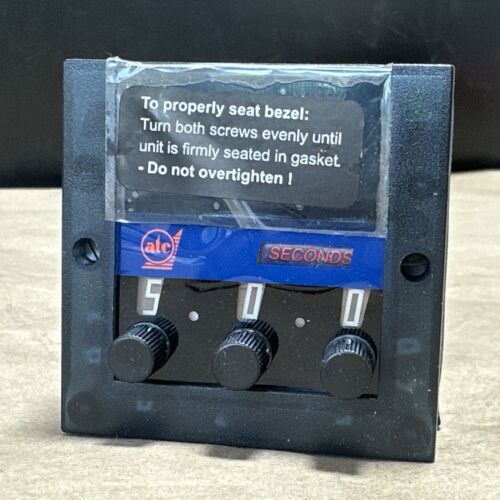 To properly seat bezel:
Turn both screws evenly until
unit is firmly seated in gasket.
- Do not overtighten !
atc
SECONDS
5 0 0